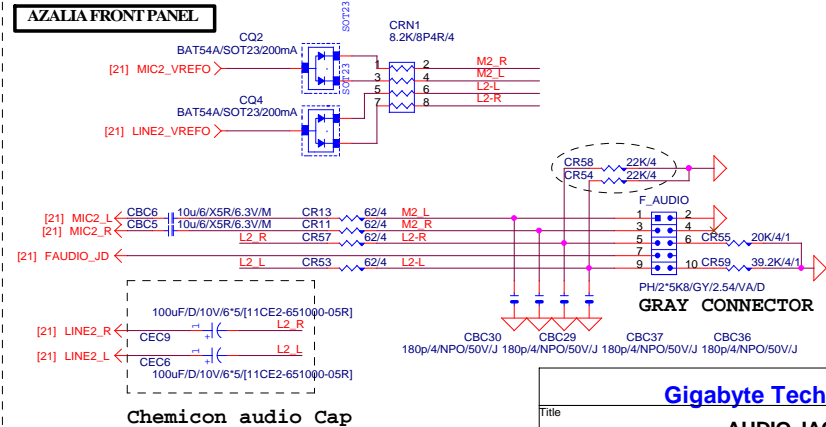 AZALIA FRONT PANEL
SOT23
CQ2
BAT54A/SOT23/200mA
CRN1
8.2K/8P4R/4
[21] MIC2_VREFO
1 2 M2_R
3 4 M2_L
5 6 L2-L
7 8 L2-R
SOT23
CQ4
BAT54A/SOT23/200mA
[21] LINE2_VREFO
CR58 22K/4
CR54 22K/4
F_AUDIO
[21] MIC2_L CBC6 10u/6/X5R/6.3V/M CR13 62/4 M2_L 1 2
[21] MIC2_R CBC5 10u/6/X5R/6.3V/M CR11 62/4 M2_R 3 4
L2_R CR57 62/4 L2-R 5 6 CR55 20K/4/1
[21] FAUDIO_JD 7
L2_L CR53 62/4 L2-L 9 10 CR59 39.2K/4/1
PH/2*5K8/GY/2.54/VA/D
GRAY CONNECTOR
100uF/D/10V/6*5/[11CE2-651000-05R]
[21] LINE2_R CEC9 1 + L2_R
[21] LINE2_L CEC6 1 + L2_L
100uF/D/10V/6*5/[11CE2-651000-05R]
CBC30 CBC29 CBC37 CBC36
180p/4/NPO/50V/J 180p/4/NPO/50V/J 180p/4/NPO/50V/J 180p/4/NPO/50V/J
Chemicon audio Cap
Gigabyte Tech
Title